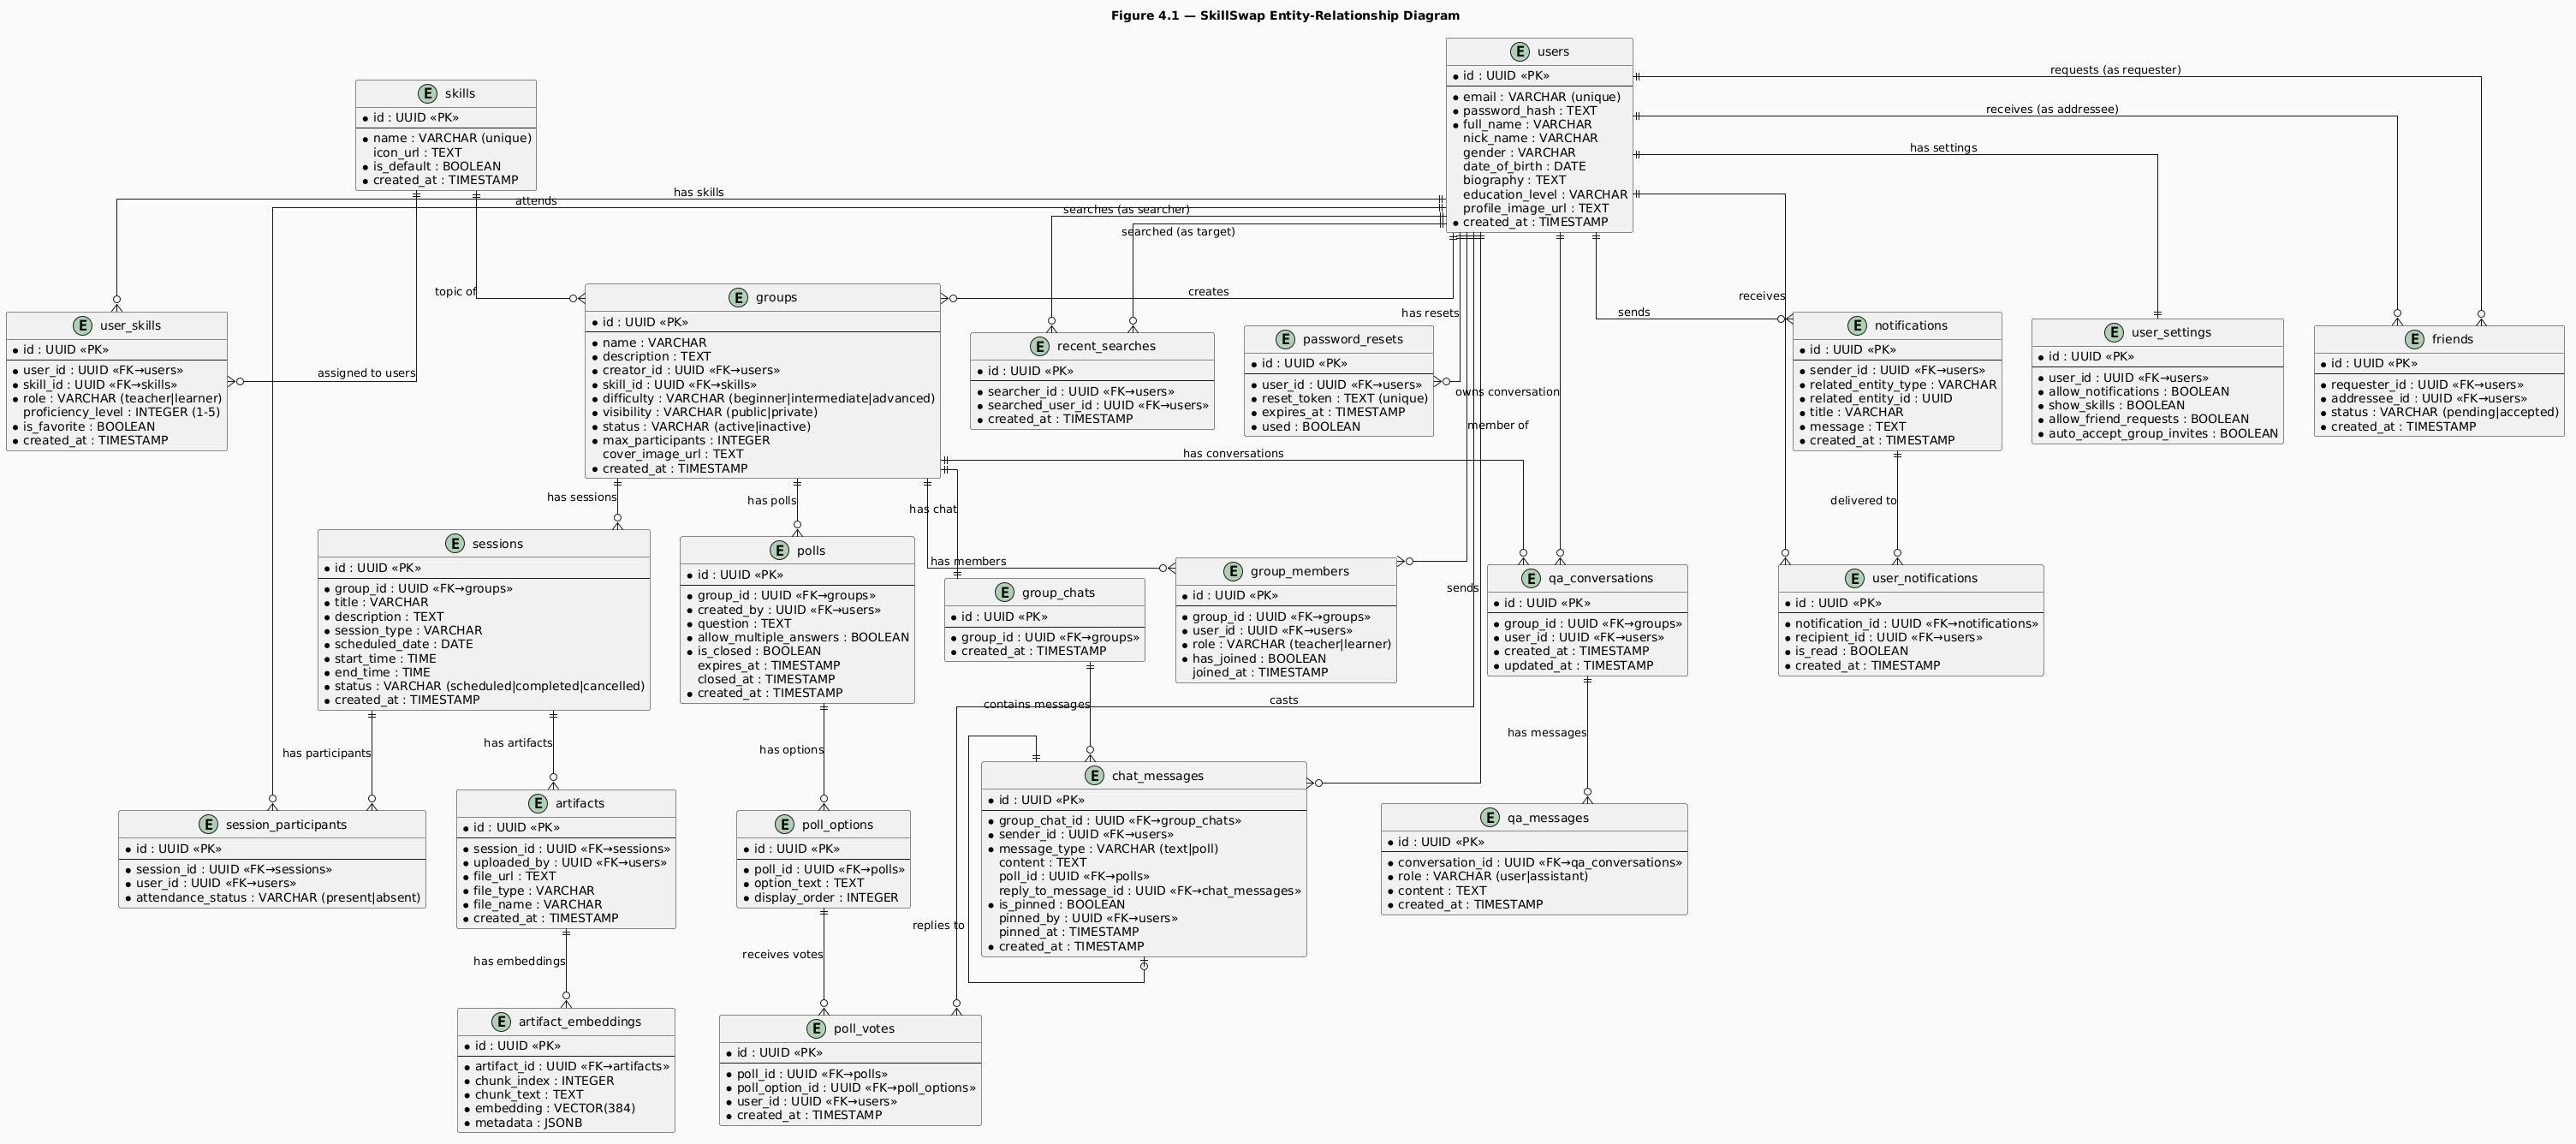 Figure 4.1 — SkillSwap Entity-Relationship Diagram
E users
id : UUID «PK»
email : VARCHAR (unique)
password_hash : TEXT
full_name : VARCHAR
nick_name : VARCHAR
gender : VARCHAR
date_of_birth : DATE
biography : TEXT
education_level : VARCHAR
profile_image_url : TEXT
created_at : TIMESTAMP
requests (as requester)
receives (as addressee)
has settings
E skills
id : UUID «PK»
name : VARCHAR (unique)
icon_url : TEXT
is_default : BOOLEAN
created_at : TIMESTAMP
has skills
attends
searches (as searcher)
searched (as target)
topic of
creates
has resets
sends
receives
E user_skills
id : UUID «PK»
user_id : UUID «FK→users»
skill_id : UUID «FK→skills»
role : VARCHAR (teacher|learner)
proficiency_level : INTEGER (1-5)
is_favorite : BOOLEAN
created_at : TIMESTAMP
assigned to users
E groups
id : UUID «PK»
name : VARCHAR
description : TEXT
creator_id : UUID «FK→users»
skill_id : UUID «FK→skills»
difficulty : VARCHAR (beginner|intermediate|advanced)
visibility : VARCHAR (public|private)
status : VARCHAR (active|inactive)
max_participants : INTEGER
cover_image_url : TEXT
created_at : TIMESTAMP
E recent_searches
id : UUID «PK»
searcher_id : UUID «FK→users»
searched_user_id : UUID «FK→users»
created_at : TIMESTAMP
E password_resets
id : UUID «PK»
user_id : UUID «FK→users»
reset_token : TEXT (unique)
expires_at : TIMESTAMP
used : BOOLEAN
owns conversation
member of
E notifications
id : UUID «PK»
sender_id : UUID «FK→users»
related_entity_type : VARCHAR
related_entity_id : UUID
title : VARCHAR
message : TEXT
created_at : TIMESTAMP
E user_settings
id : UUID «PK»
user_id : UUID «FK→users»
allow_notifications : BOOLEAN
show_skills : BOOLEAN
allow_friend_requests : BOOLEAN
auto_accept_group_invites : BOOLEAN
E friends
id : UUID «PK»
requester_id : UUID «FK→users»
addressee_id : UUID «FK→users»
status : VARCHAR (pending|accepted)
created_at : TIMESTAMP
has conversations
has sessions
has polls
has chat
has members
delivered to
E sessions
id : UUID «PK»
group_id : UUID «FK→groups»
title : VARCHAR
description : TEXT
session_type : VARCHAR
scheduled_date : DATE
start_time : TIME
end_time : TIME
status : VARCHAR (scheduled|completed|cancelled)
created_at : TIMESTAMP
E polls
id : UUID «PK»
group_id : UUID «FK→groups»
created_by : UUID «FK→users»
question : TEXT
allow_multiple_answers : BOOLEAN
is_closed : BOOLEAN
expires_at : TIMESTAMP
closed_at : TIMESTAMP
created_at : TIMESTAMP
E group_chats
id : UUID «PK»
group_id : UUID «FK→groups»
created_at : TIMESTAMP
E group_members
id : UUID «PK»
group_id : UUID «FK→groups»
user_id : UUID «FK→users»
role : VARCHAR (teacher|learner)
has_joined : BOOLEAN
joined_at : TIMESTAMP
sends
E qa_conversations
id : UUID «PK»
group_id : UUID «FK→groups»
user_id : UUID «FK→users»
created_at : TIMESTAMP
updated_at : TIMESTAMP
E user_notifications
id : UUID «PK»
notification_id : UUID «FK→notifications»
recipient_id : UUID «FK→users»
is_read : BOOLEAN
created_at : TIMESTAMP
contains messages
casts
has participants
has artifacts
has options
has messages
E session_participants
id : UUID «PK»
session_id : UUID «FK→sessions»
user_id : UUID «FK→users»
attendance_status : VARCHAR (present|absent)
E artifacts
id : UUID «PK»
session_id : UUID «FK→sessions»
uploaded_by : UUID «FK→users»
file_url : TEXT
file_type : VARCHAR
file_name : VARCHAR
created_at : TIMESTAMP
E poll_options
id : UUID «PK»
poll_id : UUID «FK→polls»
option_text : TEXT
display_order : INTEGER
E chat_messages
id : UUID «PK»
group_chat_id : UUID «FK→group_chats»
sender_id : UUID «FK→users»
message_type : VARCHAR (text|poll)
content : TEXT
poll_id : UUID «FK→polls»
reply_to_message_id : UUID «FK→chat_messages»
is_pinned : BOOLEAN
pinned_by : UUID «FK→users»
pinned_at : TIMESTAMP
created_at : TIMESTAMP
E qa_messages
id : UUID «PK»
conversation_id : UUID «FK→qa_conversations»
role : VARCHAR (user|assistant)
content : TEXT
created_at : TIMESTAMP
replies to
has embeddings
receives votes
E artifact_embeddings
id : UUID «PK»
artifact_id : UUID «FK→artifacts»
chunk_index : INTEGER
chunk_text : TEXT
embedding : VECTOR(384)
metadata : JSONB
E poll_votes
id : UUID «PK»
poll_id : UUID «FK→polls»
poll_option_id : UUID «FK→poll_options»
user_id : UUID «FK→users»
created_at : TIMESTAMP